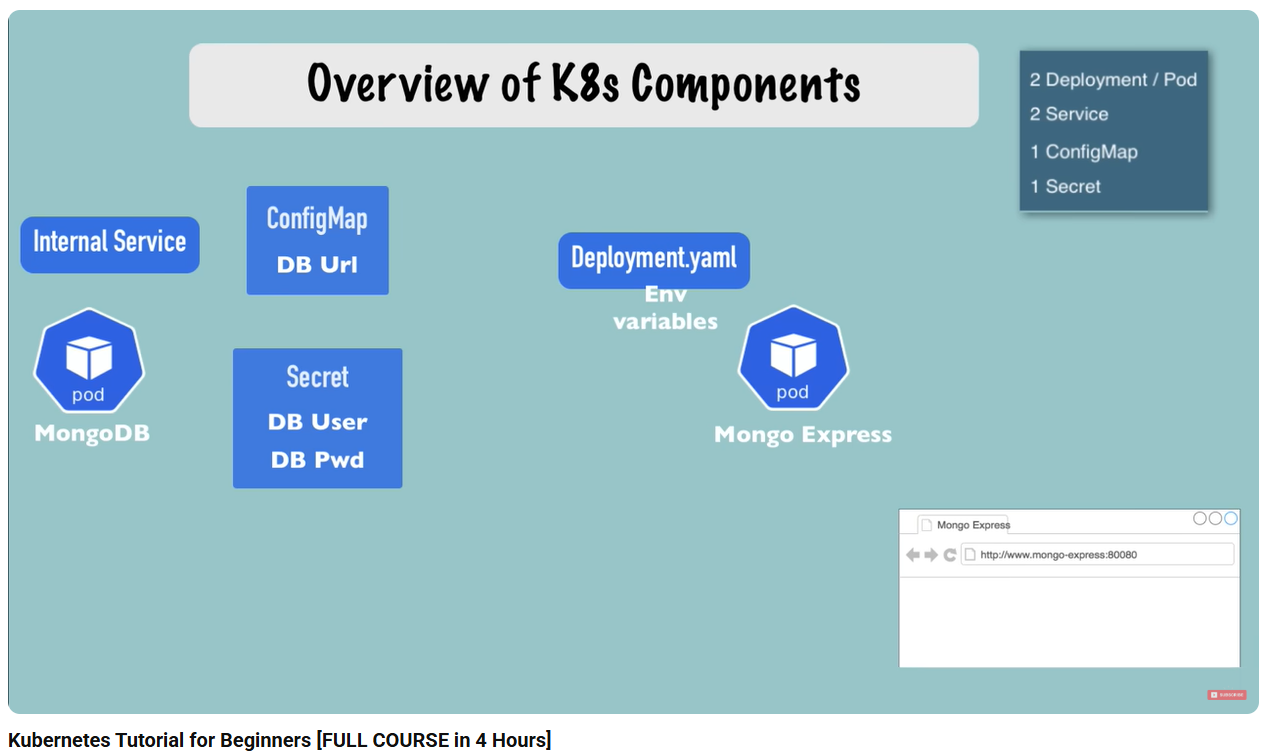 Overview of K8s Components
2 Deployment / Pod
2 Service
1 ConfigMap
1 Secret
Internal Service
ConfigMap
DB Url
Deployment.yaml
Env
variables
pod
MongoDB
Secret
DB User
DB Pwd
pod
Mongo Express
Mongo Express
http://www.mongo-express:80080
SUBSCRIBE
Kubernetes Tutorial for Beginners [FULL COURSE in 4 Hours]